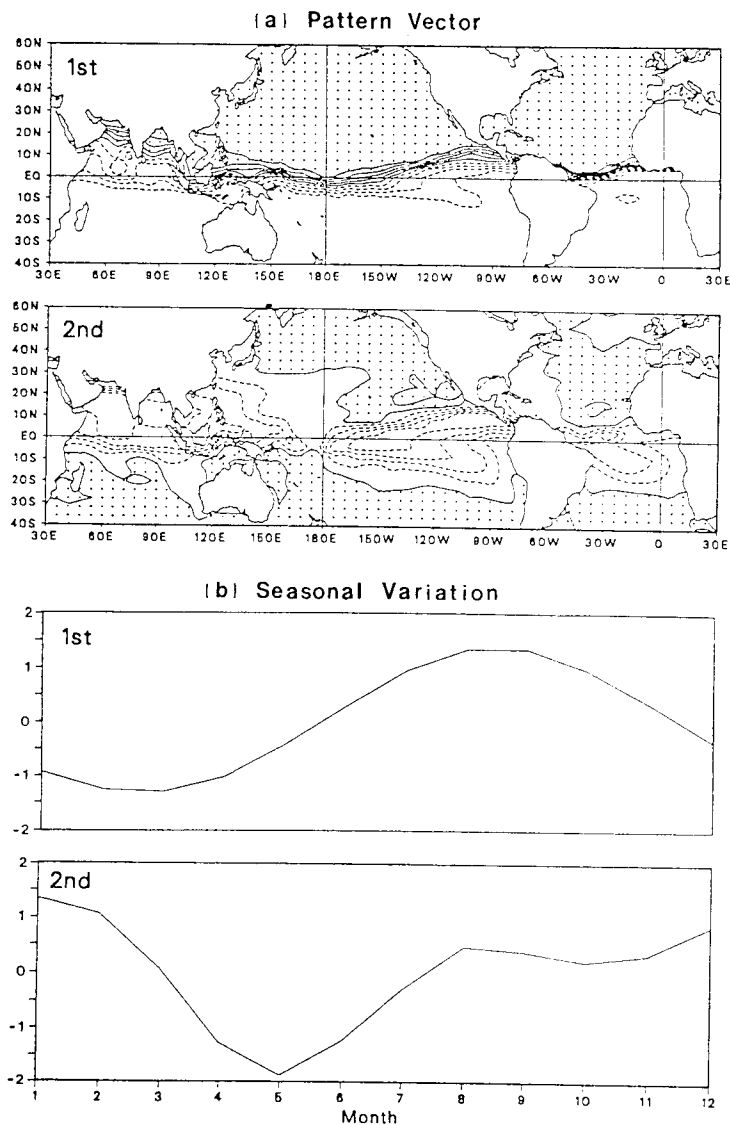 (a) Pattern Vector
1st
60N
50N
40N
30N
20N
10N
EQ
10S
20S
30S
40S
30E 60E 90E 120E 150E 180E 150W 120W 90W 60W 30W 0 30E
2nd
60N
50N
40N
30N
20N
10N
EQ
10S
20S
30S
40S
30E 60E 90E 120E 150E 180E 150W 120W 90W 60W 30W 0 30E
(b) Seasonal Variation
1st
2
1
0
-1
-2
2nd
2
1
0
-1
-2
1 2 3 4 5 6 7 8 9 10 11 12
Month